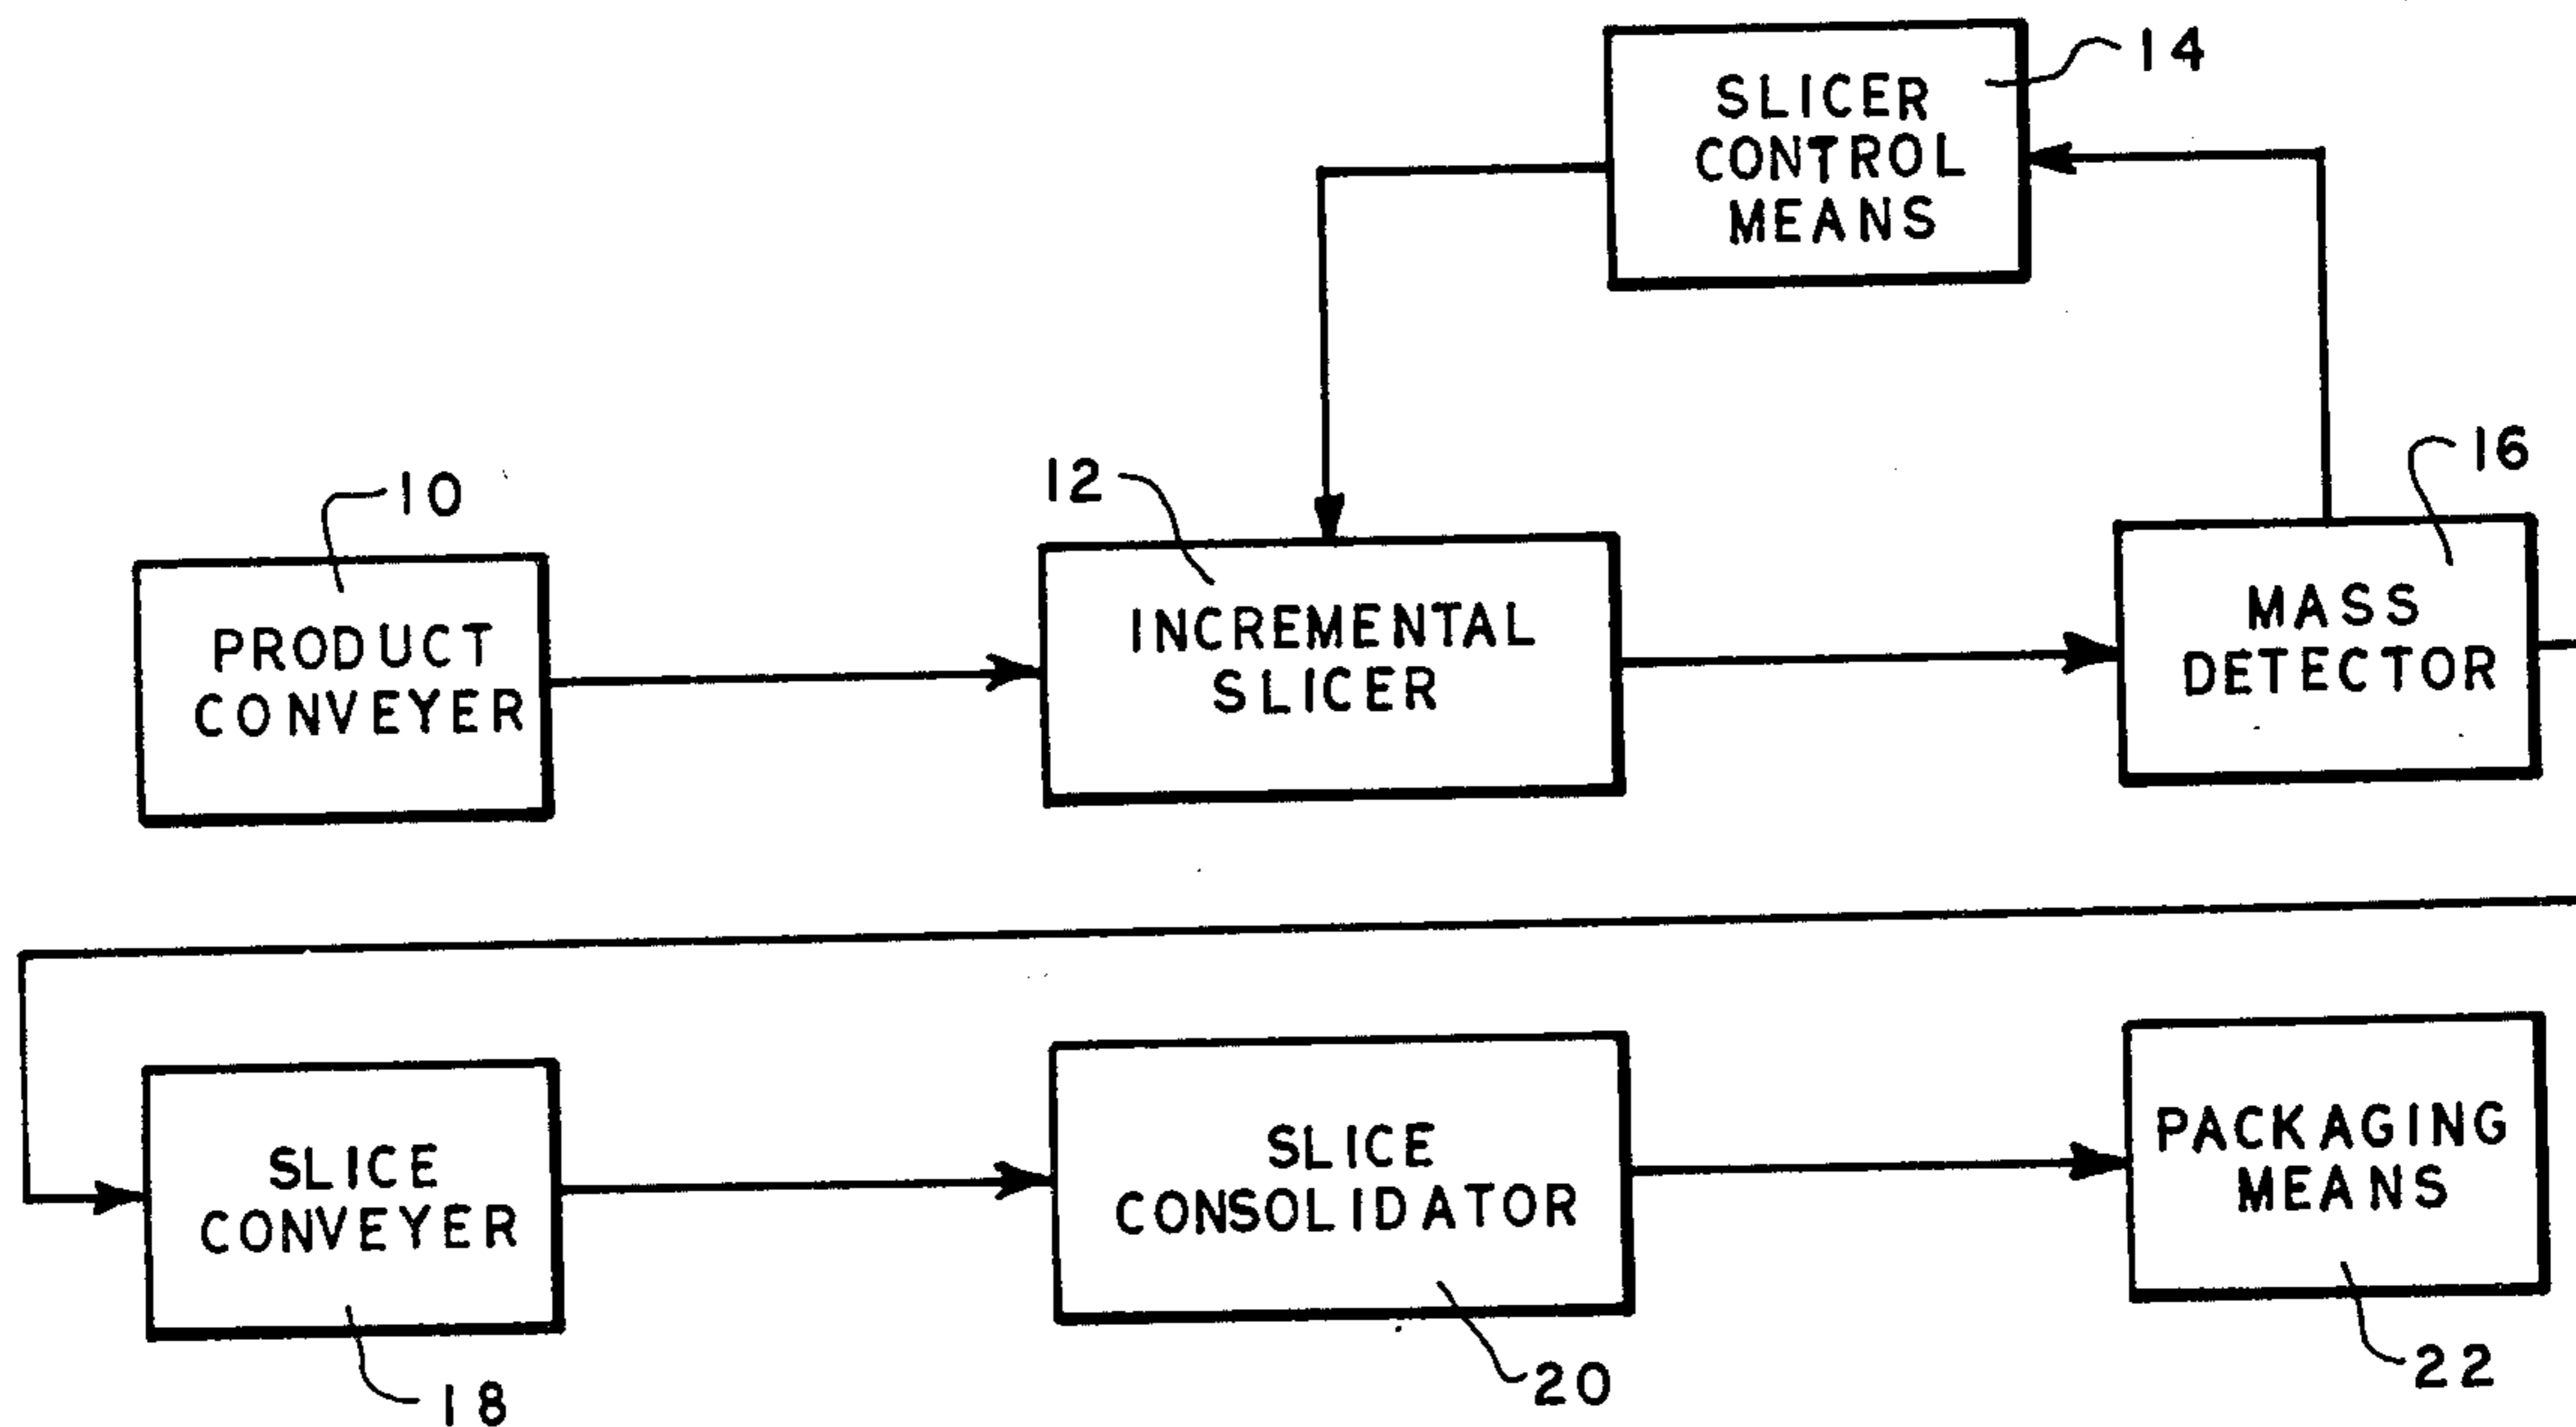 14
SLICER
CONTROL
MEANS
10
12
16
PRODUCT
CONVEYER
INCREMENTAL
SLICER
MASS
DETECTOR
SLICE
CONVEYER
SLICE
CONSOLIDATOR
PACKAGING
MEANS
18
20
22